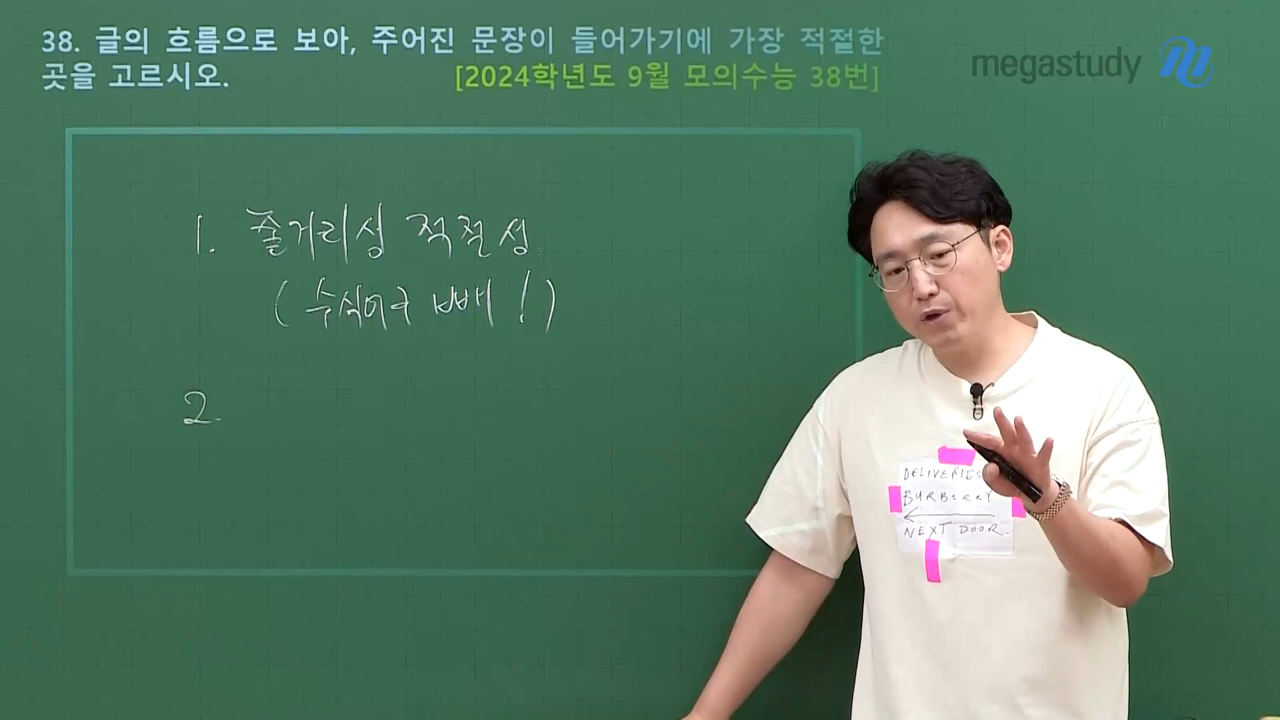 38. 글의 흐름으로 보아, 주어진 문장이 들어가기에 가장 적절한
곳을 고르시오. [2024학년도 9월 모의수능 38번]
megastudy
1. 줄거리상 적절성
(수식어구 빼!)
2.
DELIVERIES
BURBERRY
NEXT DOOR.